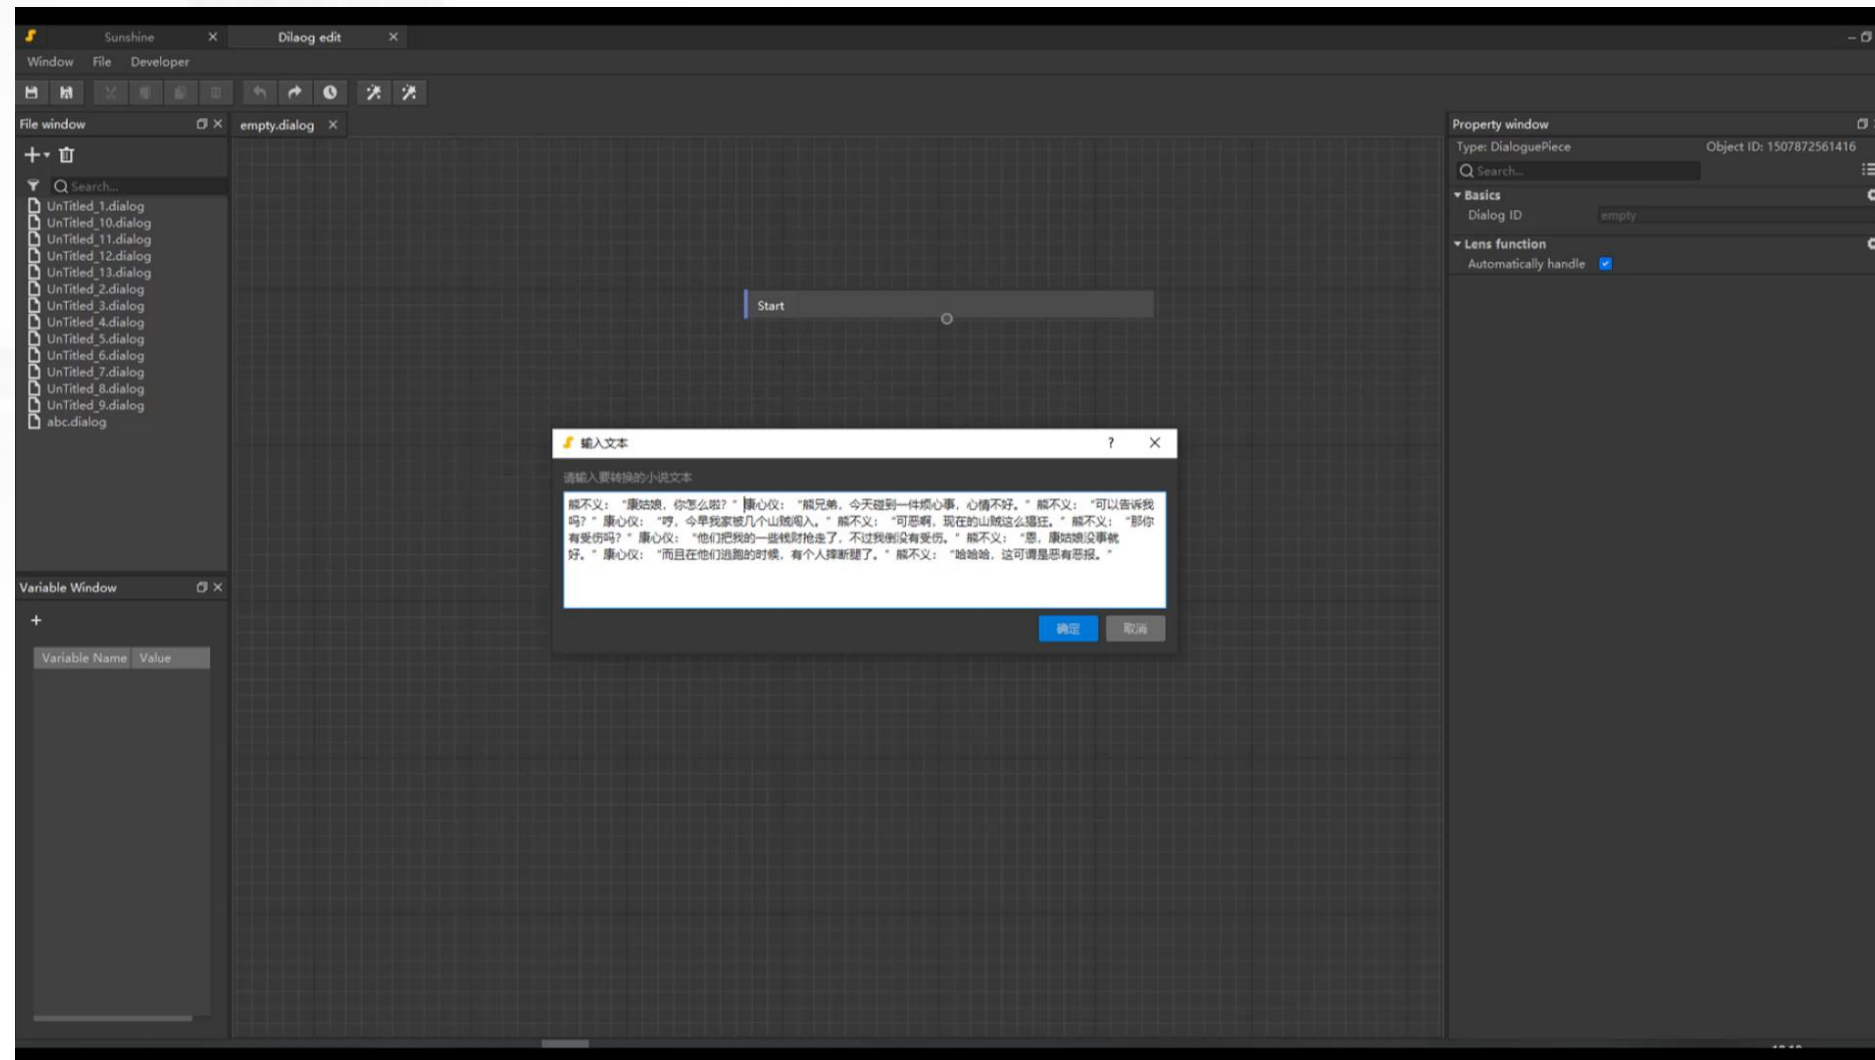 Sunshine
Dilaog edit
Window File Developer
File window
empty.dialog
Property window
Type: DialoguePiece Object ID: 1507872561416
Search...
Search...
Basics
Dialog ID empty
Lens function
Automatically handle
UnTitled_1.dialog
UnTitled_10.dialog
UnTitled_11.dialog
UnTitled_12.dialog
UnTitled_13.dialog
UnTitled_2.dialog
UnTitled_3.dialog
UnTitled_4.dialog
UnTitled_5.dialog
UnTitled_6.dialog
UnTitled_7.dialog
UnTitled_8.dialog
UnTitled_9.dialog
abc.dialog
Start
输入文本
请输入要转换的小说文本
熊不义：“康姑娘，你怎么啦？”康心仪：“熊兄弟，今天碰到一件烦心事，心情不好。”熊不义：“可以告诉我
吗？”康心仪：“哼，今早我家被几个山贼闯入。”熊不义：“可恶啊，现在的山贼这么猖狂。”熊不义：“那你
有受伤吗？”康心仪：“他们把我的一些钱财抢走了，不过我倒没有受伤。”熊不义：“恩，康姑娘没事就
好。”康心仪：“而且在他们逃跑的时候，有个人摔断腿了。”熊不义：“哈哈哈，这可谓是恶有恶报。”
确定 取消
Variable Window
Variable Name Value